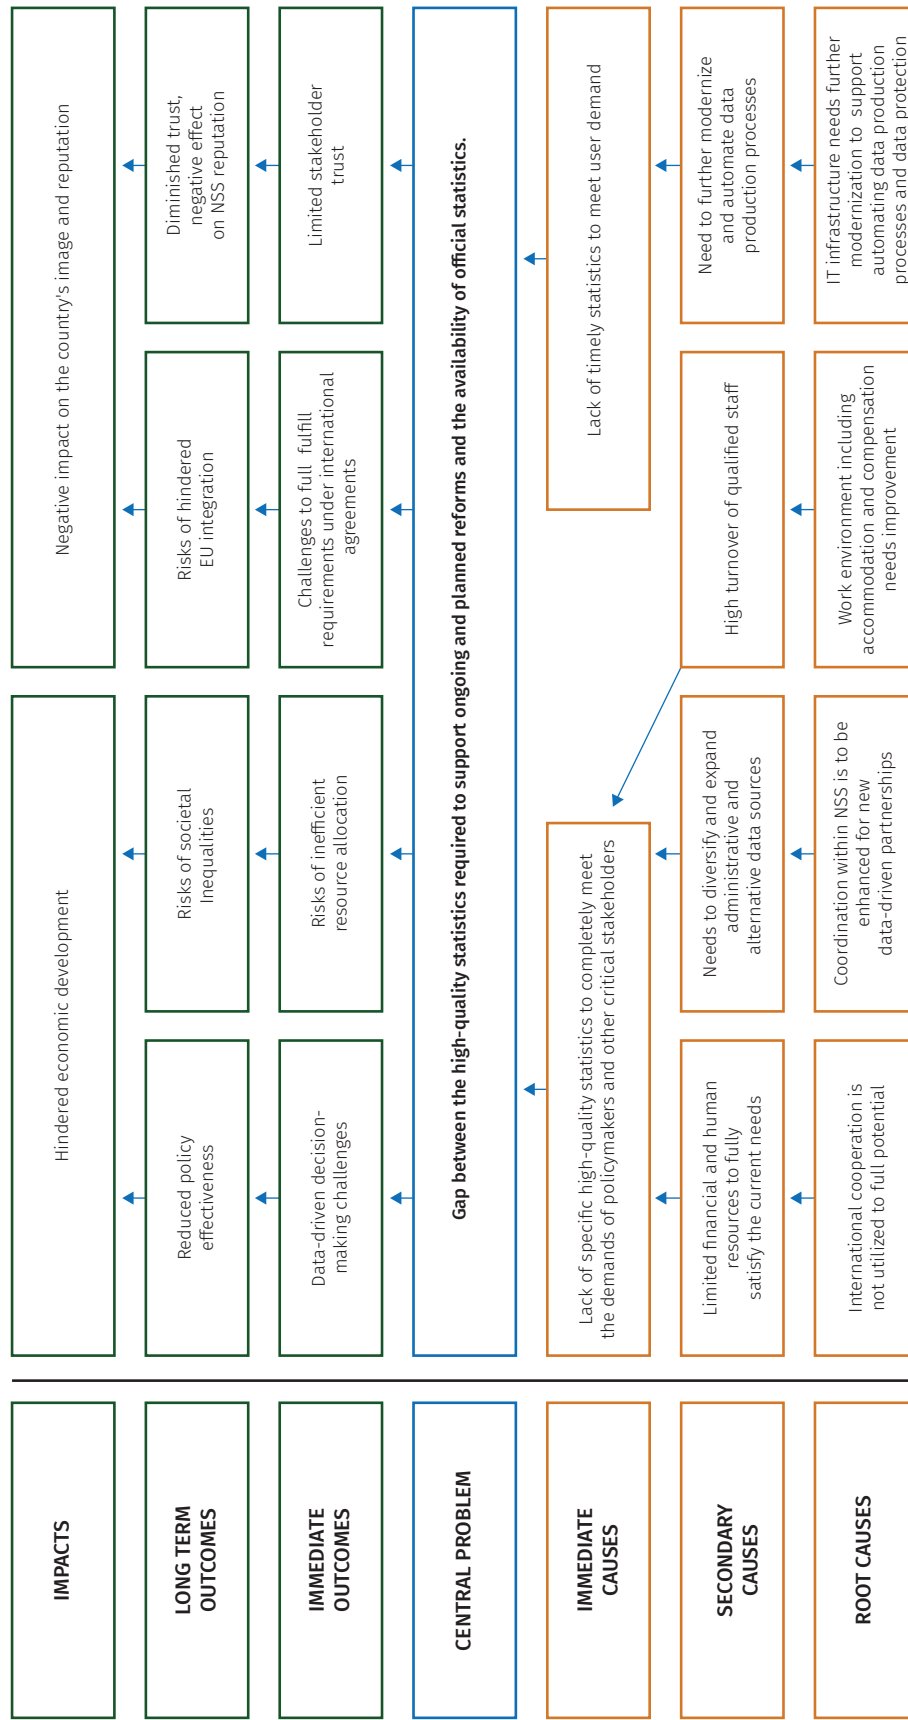 IMPACTS
Hindered economic development
Negative impact on the country's image and reputation
LONG TERM
OUTCOMES
Reduced policy
effectiveness
Risks of societal
Inequalities
Risks of hindered
EU integration
Diminished trust,
negative effect
on NSS reputation
IMMEDIATE
OUTCOMES
Data-driven decision-
making challenges
Risks of inefficient
resource allocation
Challenges to full fulfill
requirements under international
agreements
Limited stakeholder
trust
CENTRAL PROBLEM
Gap between the high-quality statistics required to support ongoing and planned reforms and the availability of official statistics.
IMMEDIATE
CAUSES
Lack of specific high-quality statistics to completely meet
the demands of policymakers and other critical stakeholders
Lack of timely statistics to meet user demand
SECONDARY
CAUSES
Limited financial and human
resources to fully
satisfy the current needs
Needs to diversify and expand
administrative and
alternative data sources
High turnover of qualified staff
Need to further modernize
and automate data
production processes
ROOT CAUSES
International cooperation is
not utilized to full potential
Coordination within NSS is to be
enhanced for new
data-driven partnerships
Work environment including
accommodation and compensation
needs improvement
IT infrastructure needs further
modernization to support
automating data production
processes and data protection